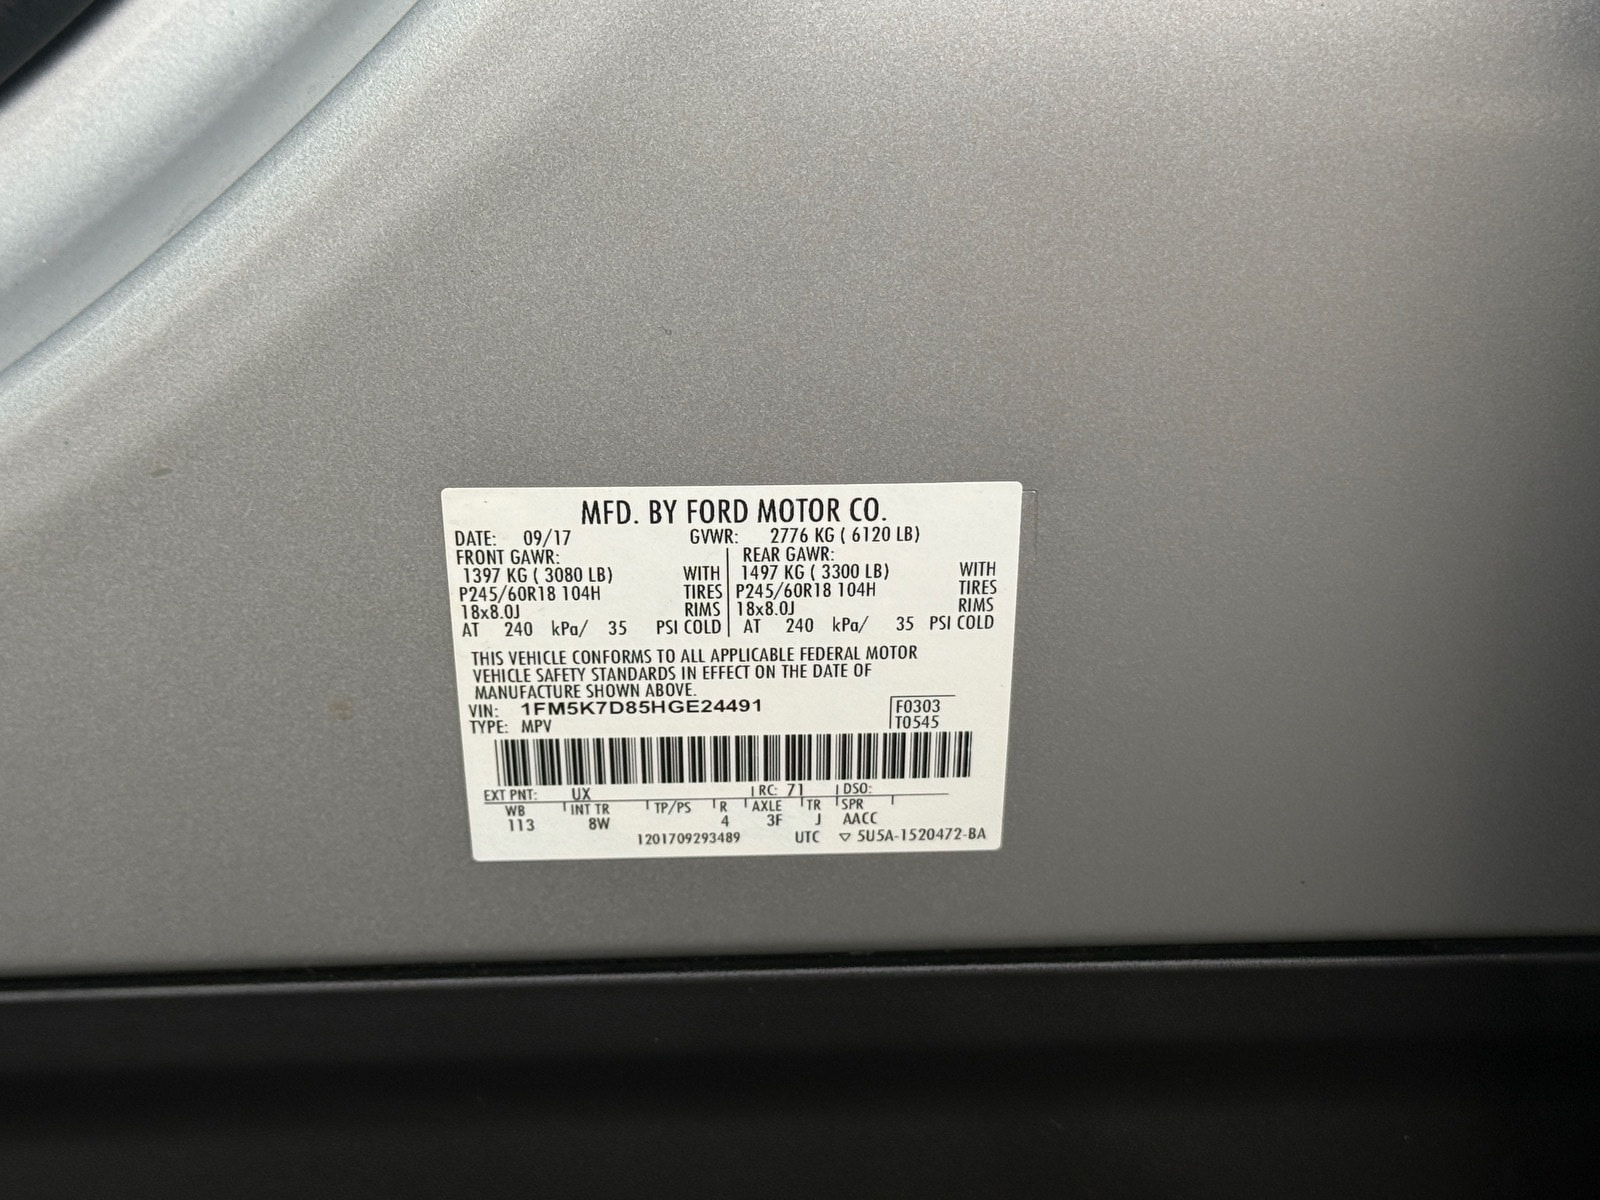 MFD. BY FORD MOTOR CO.
DATE: 09/17 GVWR: 2776 KG ( 6120 LB)
FRONT GAWR: REAR GAWR:
1397 KG ( 3080 LB) WITH 1497 KG ( 3300 LB) WITH
P245/60R18 104H TIRES P245/60R18 104H TIRES
18x8.0J RIMS 18x8.0J RIMS
AT 240 kPa/ 35 PSI COLD AT 240 kPa/ 35 PSI COLD
THIS VEHICLE CONFORMS TO ALL APPLICABLE FEDERAL MOTOR
VEHICLE SAFETY STANDARDS IN EFFECT ON THE DATE OF
MANUFACTURE SHOWN ABOVE.
VIN: 1FM5K7D85HGE24491 F0303
TYPE: MPV T0545
EXT PNT: UX RC: 71 DSO:
WB INT TR TP/PS R AXLE TR SPR
113 8W 4 3F J AACC
1201709293489 UTC ▽ 5U5A-1520472-BA